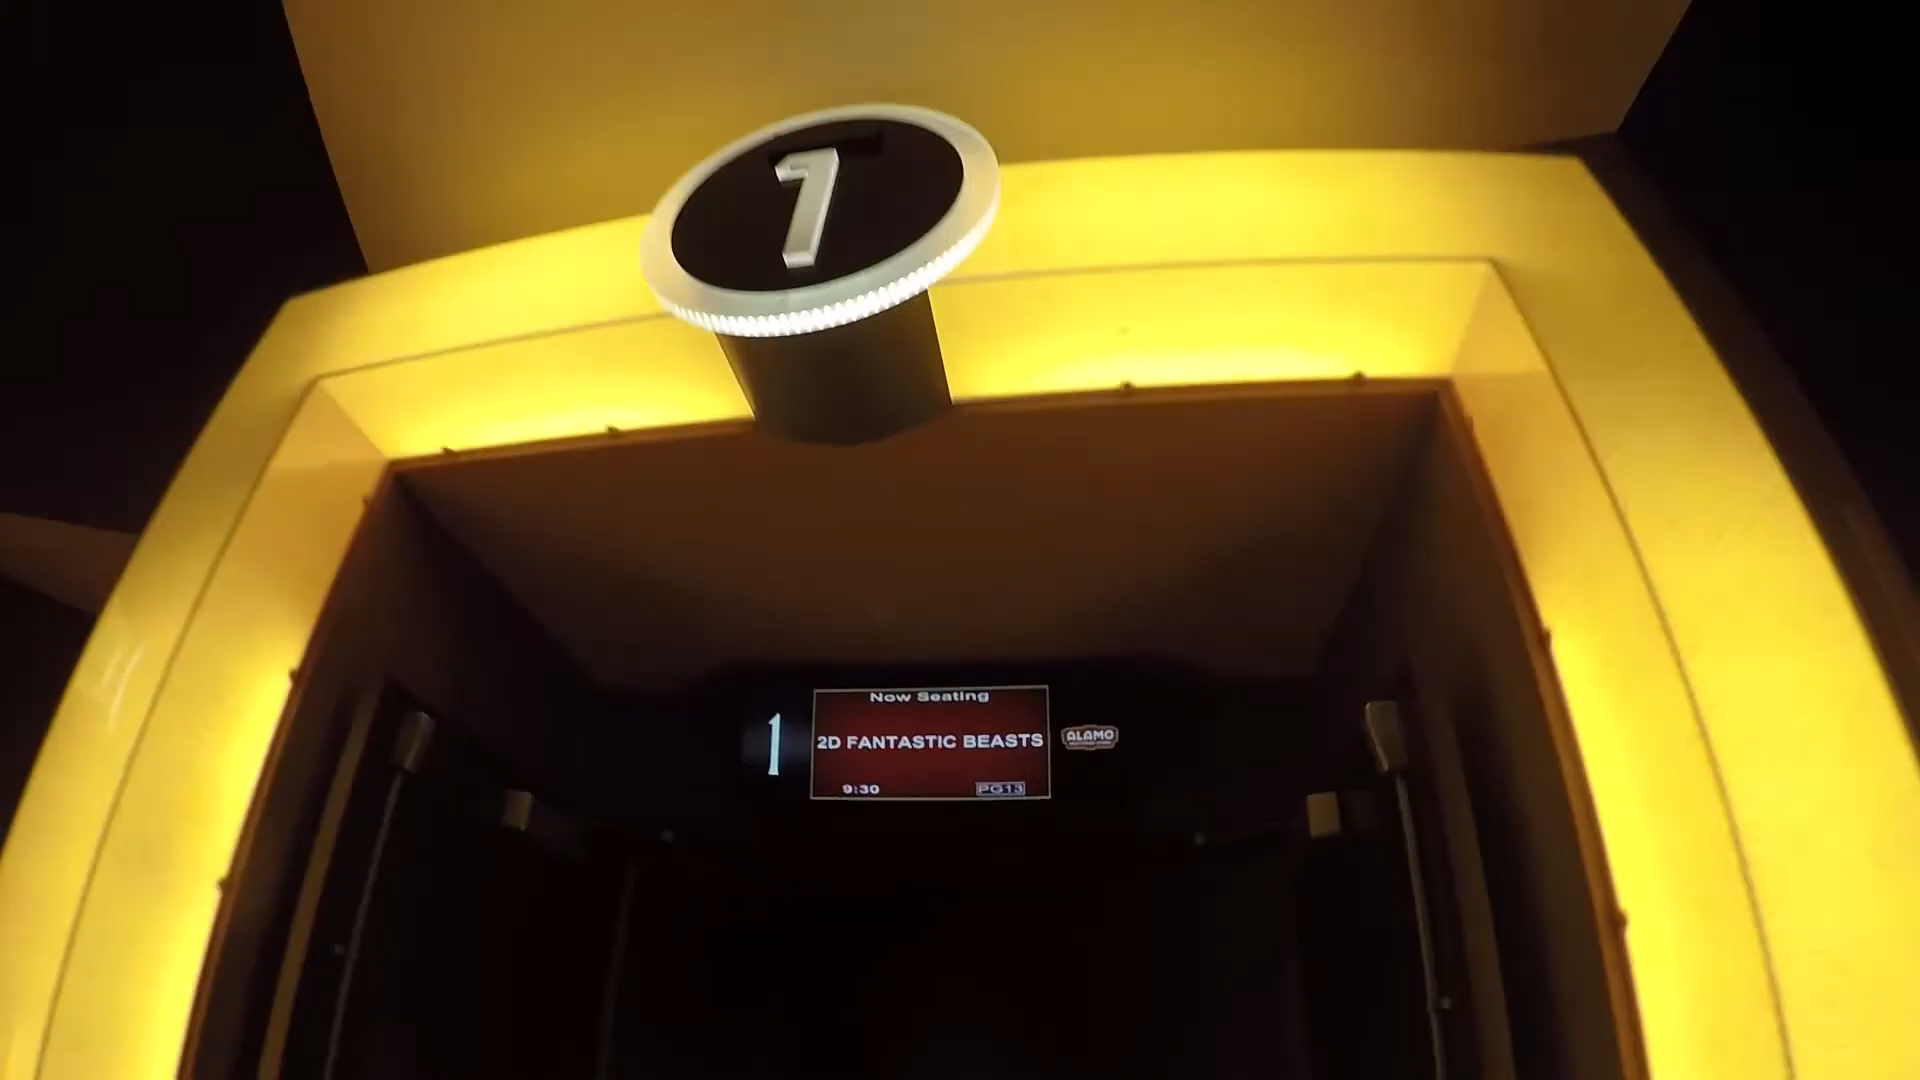 1
Now Seating
1
2D FANTASTIC BEASTS
ALAMO
9:30
PG13